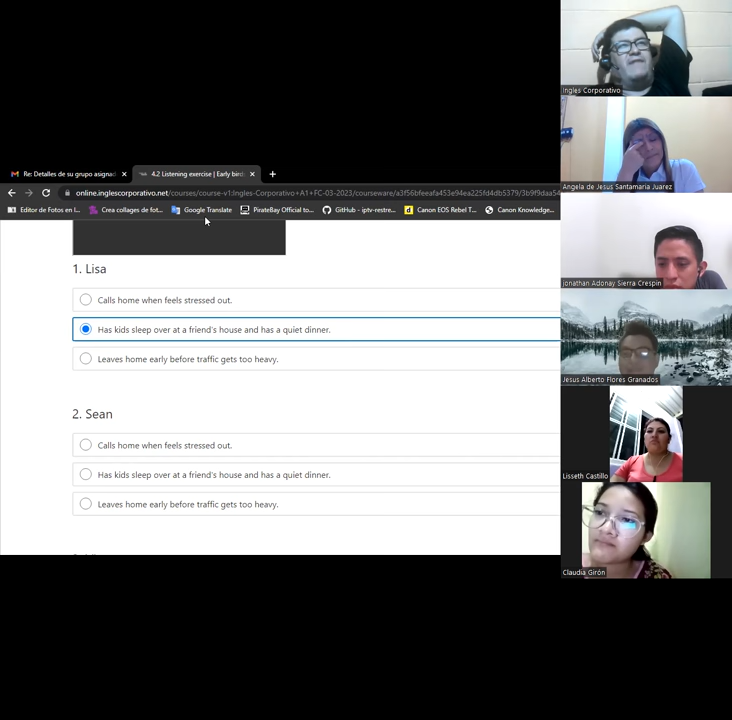 Re: Detalles de su grupo asignad
4.2 Listening exercise | Early bird
online.inglescorporativo.net/courses/course-v1:Ingles-Corporativo+A1+FC-03-2023/courseware/a3f56bfeeafa453e94ea225fd4db5379/3b9f9daa54
Editor de Fotos en l...
Crea collages de fot...
Google Translate
PirateBay Official to...
GitHub - iptv-restre...
Canon EOS Rebel T...
Canon Knowledge...
1. Lisa
Calls home when feels stressed out.
Has kids sleep over at a friend's house and has a quiet dinner.
Leaves home early before traffic gets too heavy.
2. Sean
Calls home when feels stressed out.
Has kids sleep over at a friend's house and has a quiet dinner.
Leaves home early before traffic gets too heavy.
Ingles Corporativo
Angela de Jesus Santamaria Juarez
Jonathan Adonay Sierra Crespin
Jesus Alberto Flores Granados
Lisseth Castillo
Claudia Girón